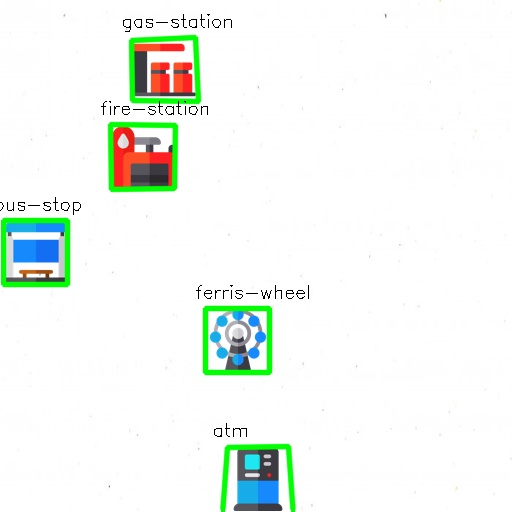 gas-station
fire-station
bus-stop
ferris-wheel
atm